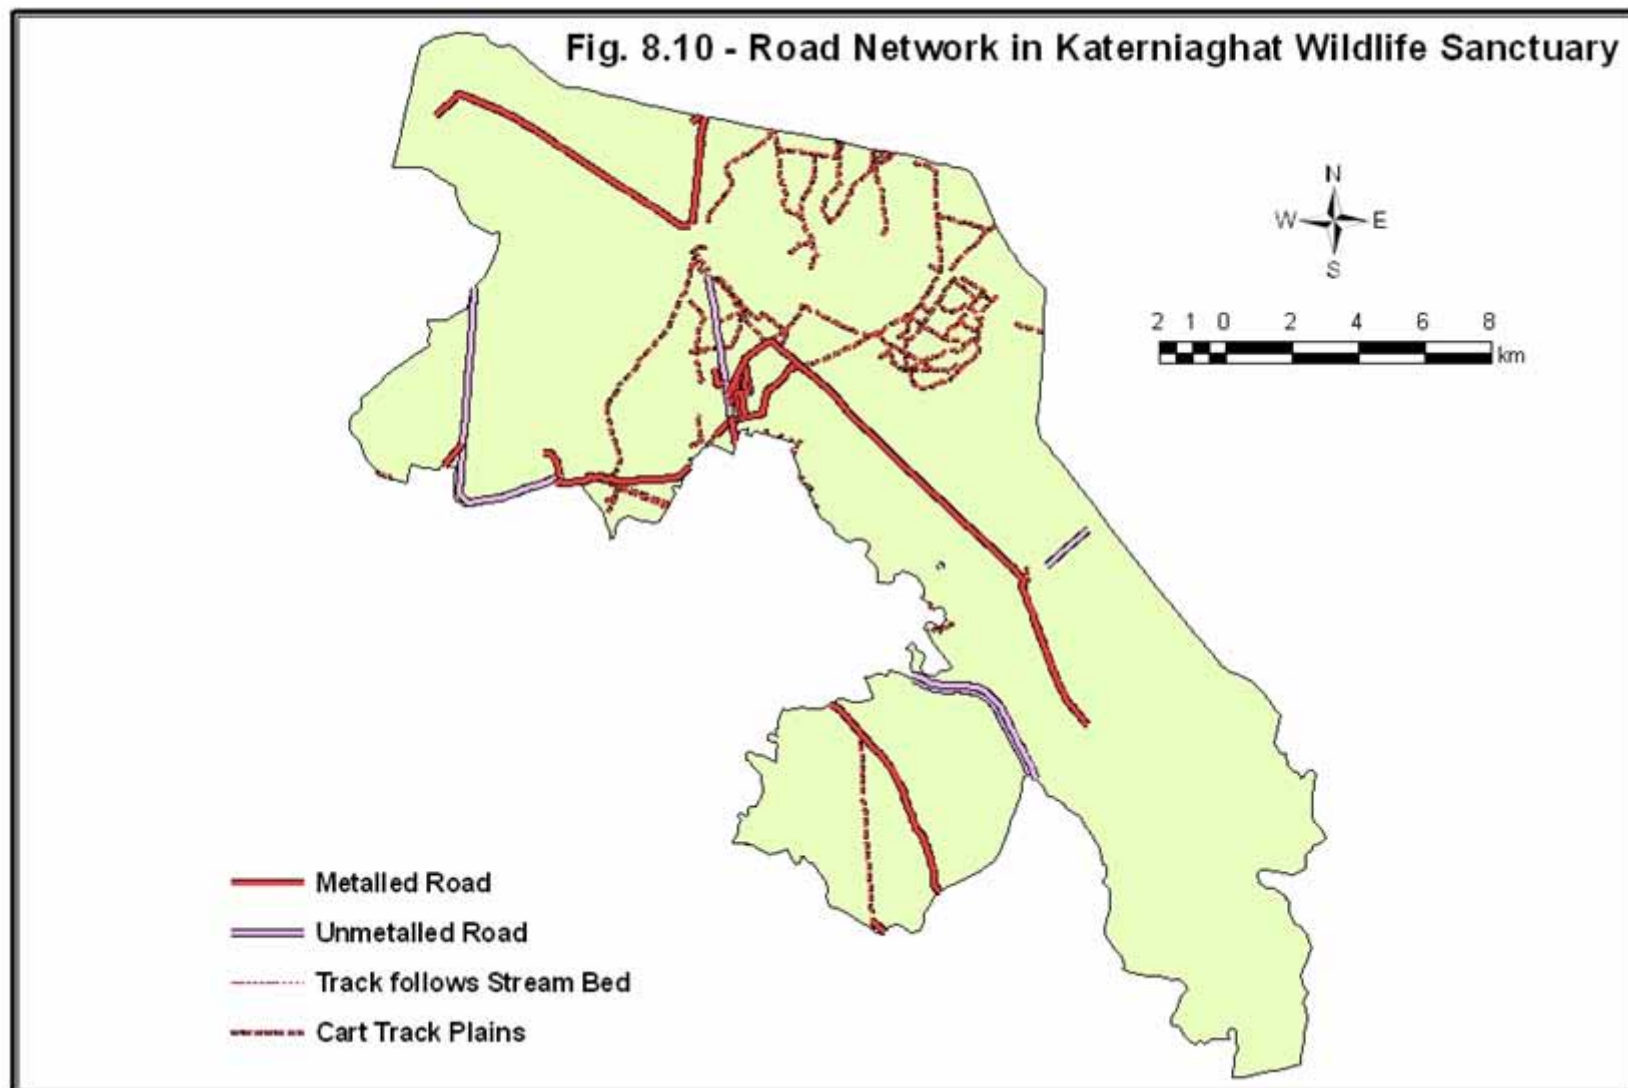 Fig. 8.10 - Road Network in Katerniaghat Wildlife Sanctuary
N
W E
S
2 1 0 2 4 6 8
km
Metalled Road
Unmetalled Road
Track follows Stream Bed
Cart Track Plains